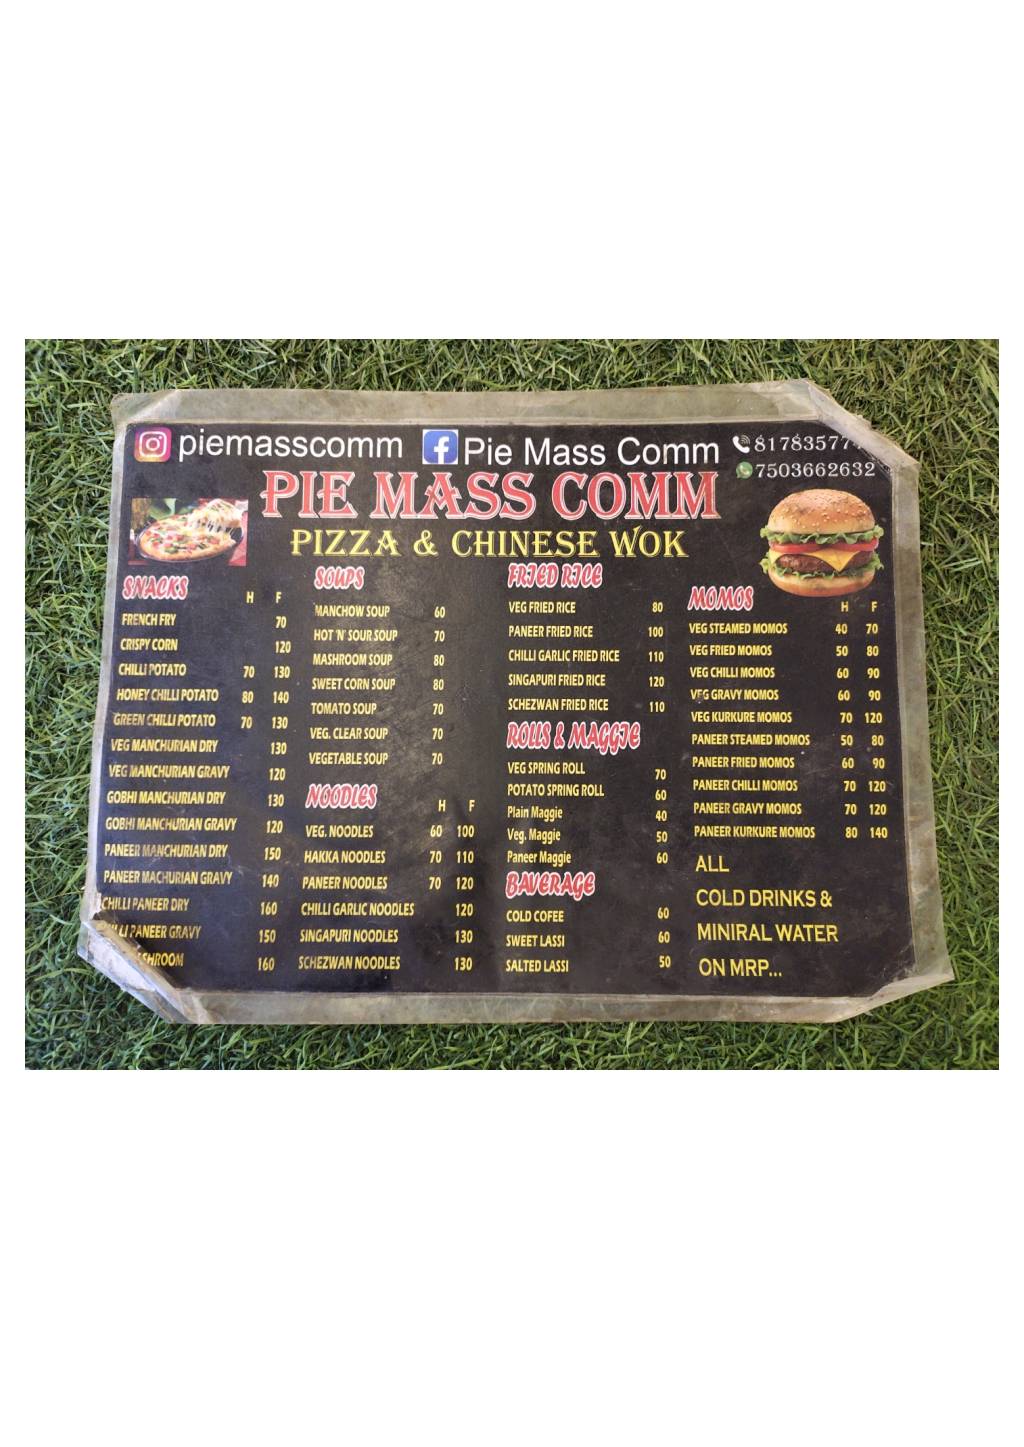 piemasscomm Pie Mass Comm 81783577
7503662632
PIE MASS COMM
PIZZA & CHINESE WOK
SNACKS
H F
FRENCH FRY 70
CRISPY CORN 120
CHILLI POTATO 70 130
HONEY CHILLI POTATO 80 140
GREEN CHILLI POTATO 70 130
VEG MANCHURIAN DRY 130
VEG MANCHURIAN GRAVY 120
GOBHI MANCHURIAN DRY 130
GOBHI MANCHURIAN GRAVY 120
PANEER MANCHURIAN DRY 150
PANEER MACHURIAN GRAVY 140
CHILLI PANEER DRY 160
PANEER GRAVY 150
160
SOUPS
MANCHOW SOUP 60
HOT 'N' SOUR SOUP 70
MASHROOM SOUP 80
SWEET CORN SOUP 80
TOMATO SOUP 70
VEG. CLEAR SOUP 70
VEGETABLE SOUP 70
NOODLES H F
VEG. NOODLES 60 100
HAKKA NOODLES 70 110
PANEER NOODLES 70 120
CHILLI GARLIC NOODLES 120
SINGAPURI NOODLES 130
SCHEZWAN NOODLES 130
FRIED RICE
VEG FRIED RICE 80
PANEER FRIED RICE 100
CHILLI GARLIC FRIED RICE 110
SINGAPURI FRIED RICE 120
SCHEZWAN FRIED RICE 110
ROLLS & MAGGIE
VEG SPRING ROLL 70
POTATO SPRING ROLL 60
Plain Maggie 40
Veg. Maggie 50
Paneer Maggie 60
BAVERAGE
COLD COFEE 60
SWEET LASSI 60
SALTED LASSI 50
MOMOS H F
VEG STEAMED MOMOS 40 70
VEG FRIED MOMOS 50 80
VEG CHILLI MOMOS 60 90
VEG GRAVY MOMOS 60 90
VEG KURKURE MOMOS 70 120
PANEER STEAMED MOMOS 50 80
PANEER FRIED MOMOS 60 90
PANEER CHILLI MOMOS 70 120
PANEER GRAVY MOMOS 70 120
PANEER KURKURE MOMOS 80 140
ALL
COLD DRINKS &
MINIRAL WATER
ON MRP...